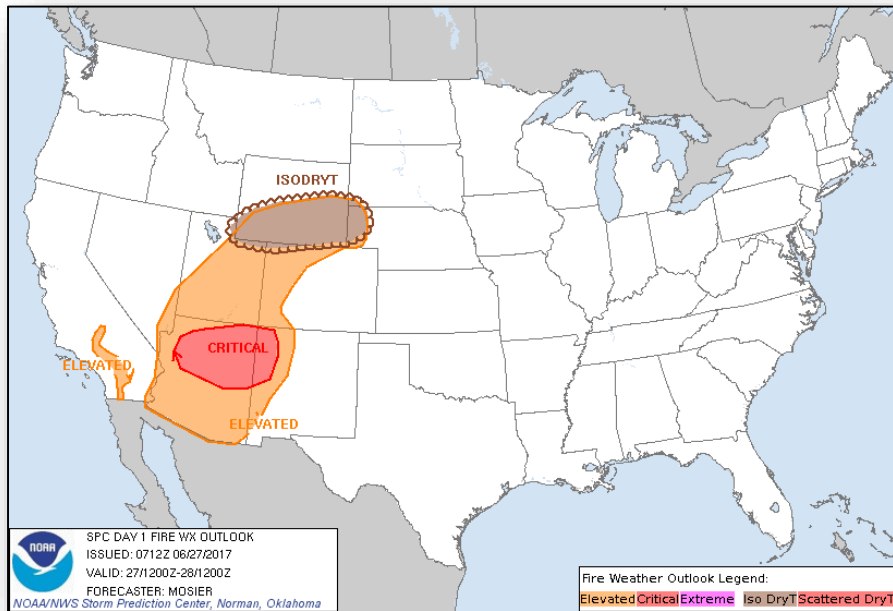 ISODRYT
CRITICAL
ELEVATED
ELEVATED
SPC DAY 1 FIRE WX OUTLOOK
ISSUED: 0712Z 06/27/2017
VALID: 27/1200Z-28/1200Z
FORECASTER: MOSIER
NOAA
NOAA/NWS Storm Prediction Center, Norman, Oklahoma
Fire Weather Outlook Legend:
Elevated Critical Extreme Iso DryT Scattered DryT